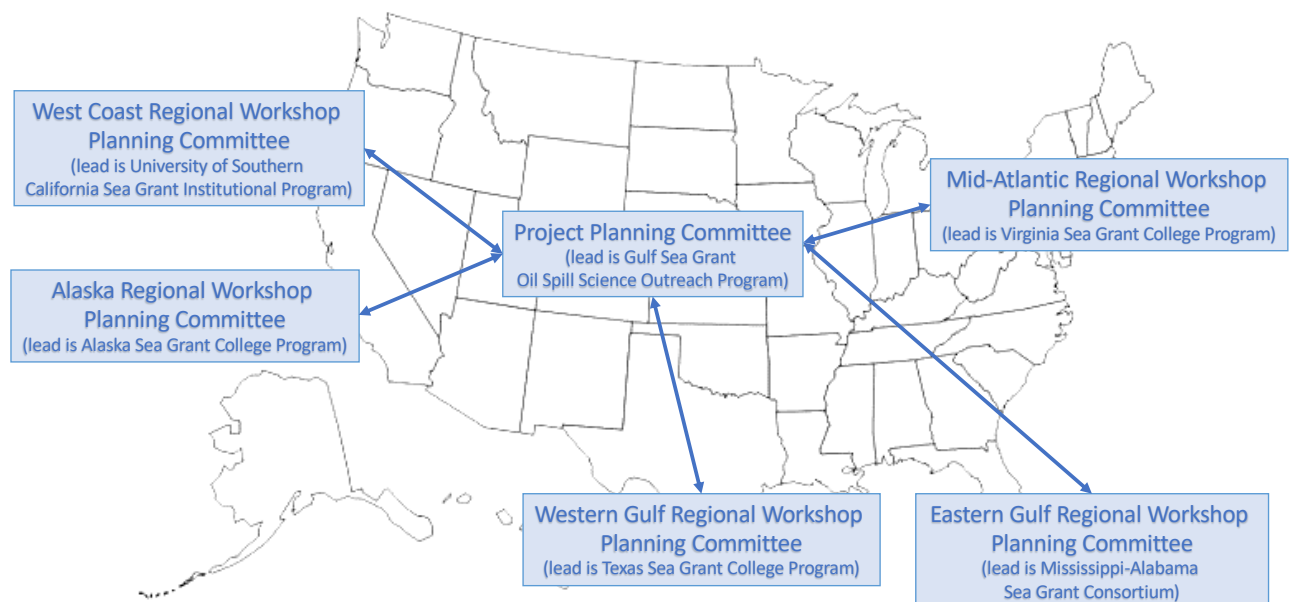 West Coast Regional Workshop
Planning Committee
(lead is University of Southern
California Sea Grant Institutional Program)
Mid-Atlantic Regional Workshop
Planning Committee
(lead is Virginia Sea Grant College Program)
Project Planning Committee
(lead is Gulf Sea Grant
Oil Spill Science Outreach Program)
Alaska Regional Workshop
Planning Committee
(lead is Alaska Sea Grant College Program)
Western Gulf Regional Workshop
Planning Committee
(lead is Texas Sea Grant College Program)
Eastern Gulf Regional Workshop
Planning Committee
(lead is Mississippi-Alabama
Sea Grant Consortium)